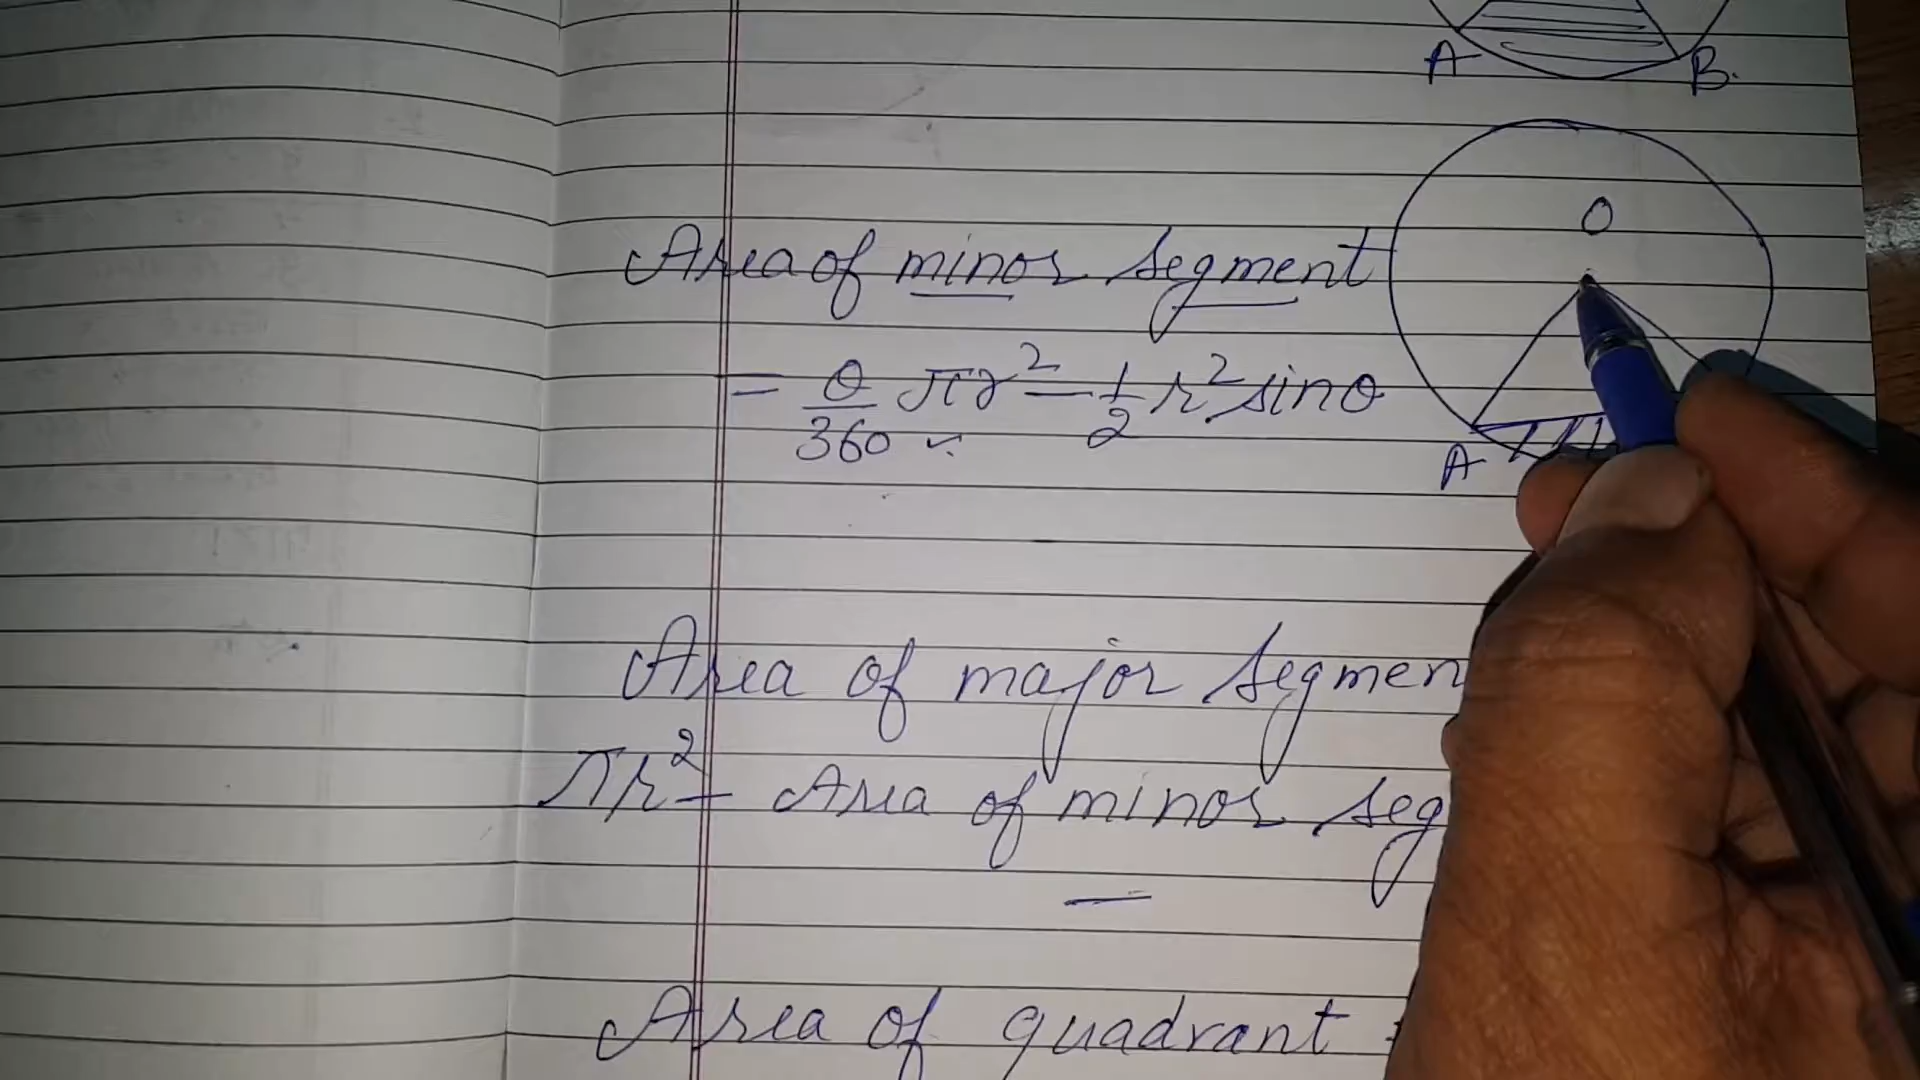 A B.
O
Area of minor segment
= θ/360 πr² - 1/2 r² sinθ
A
Area of major segmen
πr² - Area of minor seg
Area of quadrant =